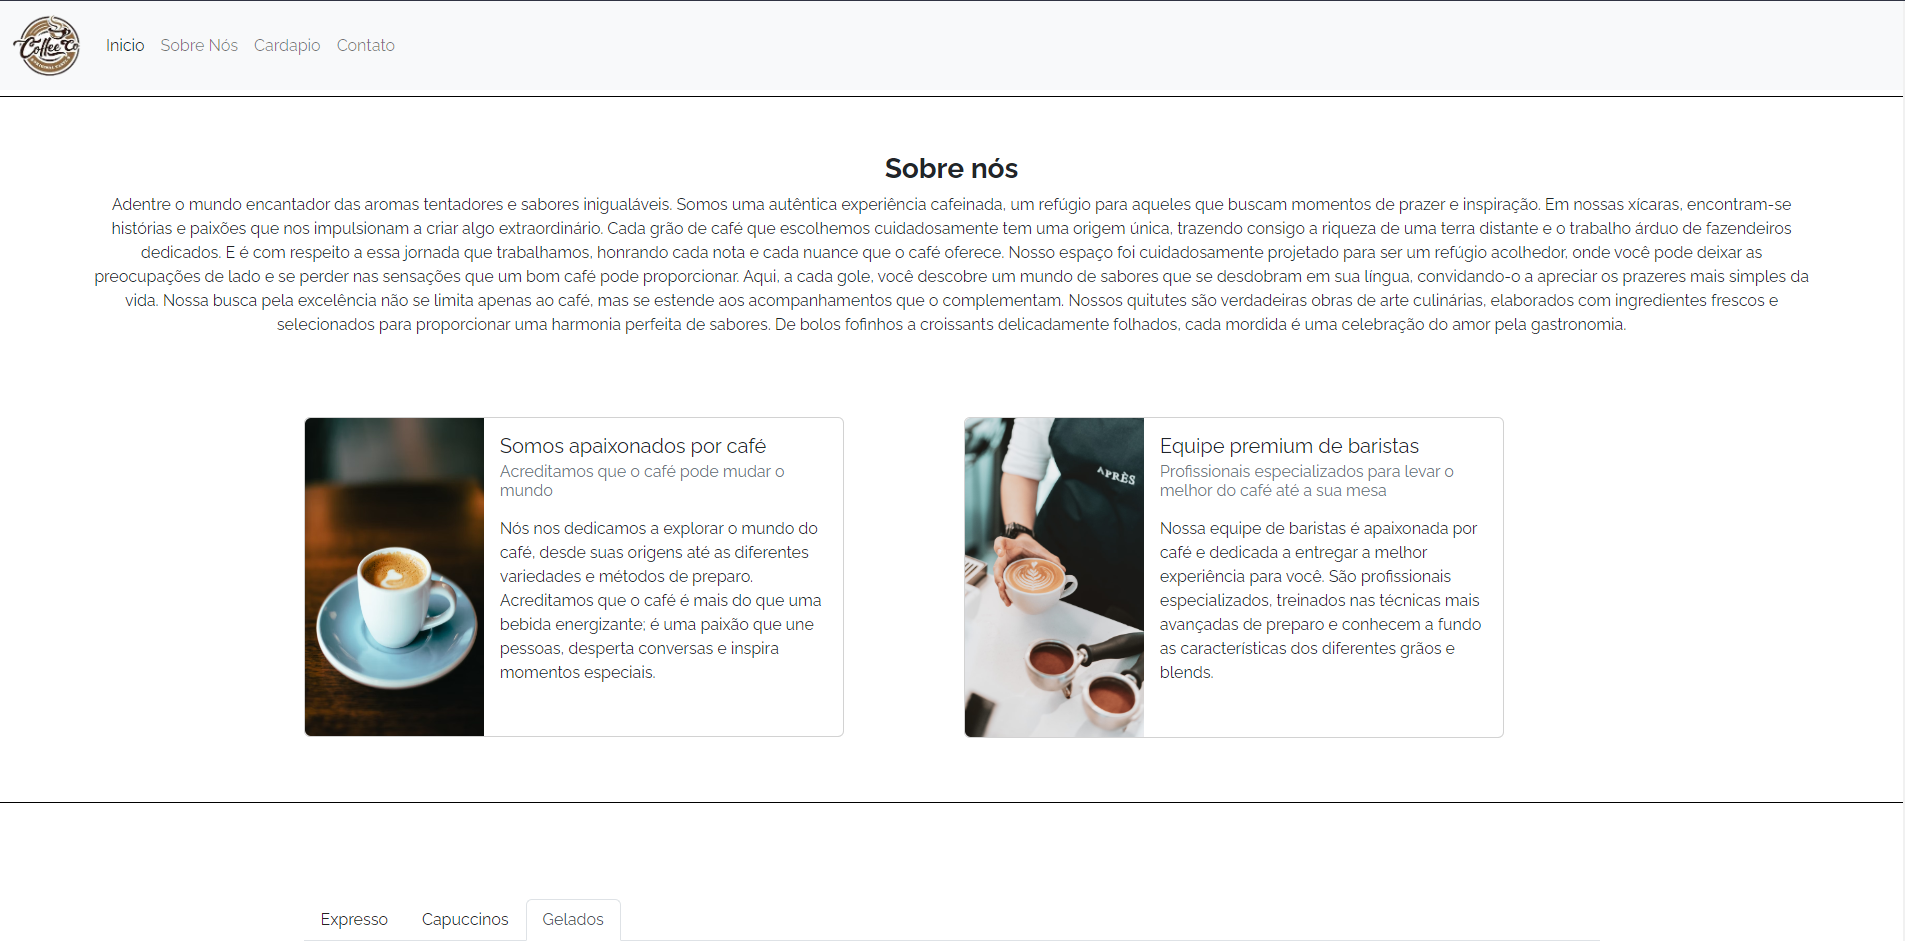 Coffee Co
Inicio
Sobre Nós
Cardapio
Contato
Sobre nós
Adentre o mundo encantador das aromas tentadores e sabores inigualáveis. Somos uma autêntica experiência cafeinada, um refúgio para aqueles que buscam momentos de prazer e inspiração. Em nossas xícaras, encontram-se
histórias e paixões que nos impulsionam a criar algo extraordinário. Cada grão de café que escolhemos cuidadosamente tem uma origem única, trazendo consigo a riqueza de uma terra distante e o trabalho árduo de fazendeiros
dedicados. E é com respeito a essa jornada que trabalhamos, honrando cada nota e cada nuance que o café oferece. Nosso espaço foi cuidadosamente projetado para ser um refúgio acolhedor, onde você pode deixar as
preocupações de lado e se perder nas sensações que um bom café pode proporcionar. Aqui, a cada gole, você descobre um mundo de sabores que se desdobram em sua língua, convidando-o a apreciar os prazeres mais simples da
vida. Nossa busca pela excelência não se limita apenas ao café, mas se estende aos acompanhamentos que o complementam. Nossos quitutes são verdadeiras obras de arte culinárias, elaborados com ingredientes frescos e
selecionados para proporcionar uma harmonia perfeita de sabores. De bolos fofinhos a croissants delicadamente folhados, cada mordida é uma celebração do amor pela gastronomia.
Somos apaixonados por café
Acreditamos que o café pode mudar o
mundo
Nós nos dedicamos a explorar o mundo do
café, desde suas origens até as diferentes
variedades e métodos de preparo.
Acreditamos que o café é mais do que uma
bebida energizante; é uma paixão que une
pessoas, desperta conversas e inspira
momentos especiais.
APRÈS
Equipe premium de baristas
Profissionais especializados para levar o
melhor do café até a sua mesa
Nossa equipe de baristas é apaixonada por
café e dedicada a entregar a melhor
experiência para você. São profissionais
especializados, treinados nas técnicas mais
avançadas de preparo e conhecem a fundo
as características dos diferentes grãos e
blends.
Expresso
Capuccinos
Gelados